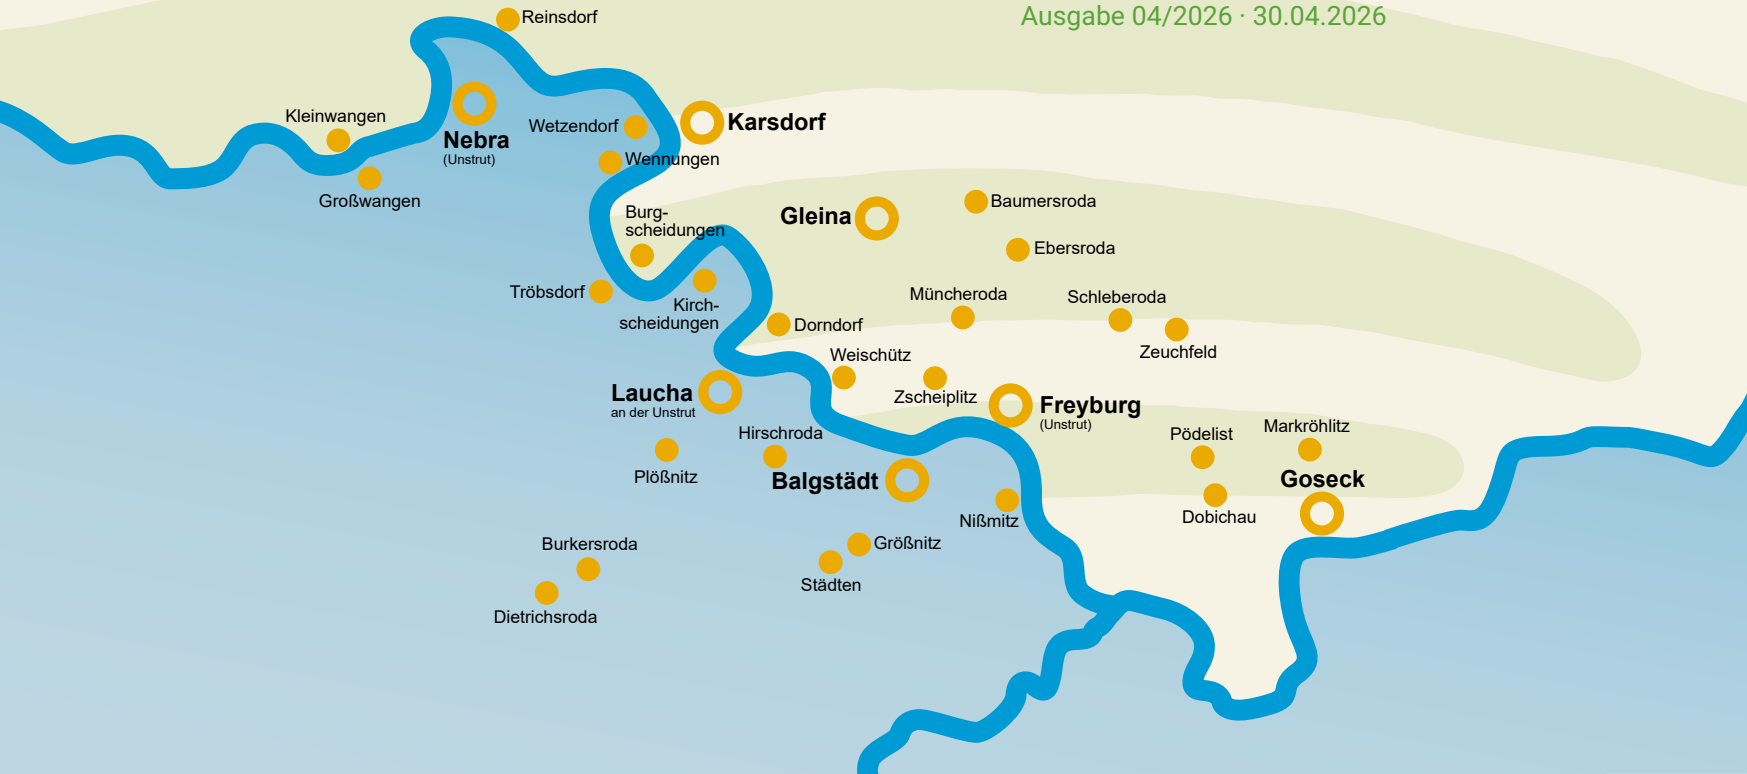 Ausgabe 04/2026 · 30.04.2026
Reinsdorf
Kleinwangen
Nebra
(Unstrut)
Wetzendorf
Karsdorf
Wennungen
Großwangen
Burg-
scheidungen
Gleina
Baumersroda
Ebersroda
Tröbsdorf
Kirch-
scheidungen
Müncheroda
Schleberoda
Dorndorf
Zeuchfeld
Weischütz
Laucha
an der Unstrut
Zscheiplitz
Freyburg
(Unstrut)
Hirschroda
Pödelist
Markröhlitz
Plößnitz
Balgstädt
Goseck
Nißmitz
Dobichau
Burkersroda
Größnitz
Städten
Dietrichsroda